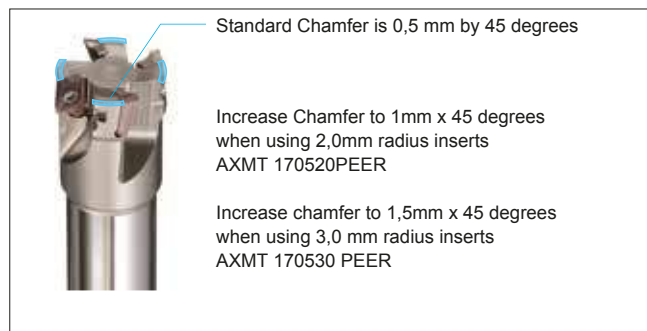 Standard Chamfer is 0,5 mm by 45 degrees
Increase Chamfer to 1mm x 45 degrees
when using 2,0mm radius inserts
AXMT 170520PEER
Increase chamfer to 1,5mm x 45 degrees
when using 3,0 mm radius inserts
AXMT 170530 PEER